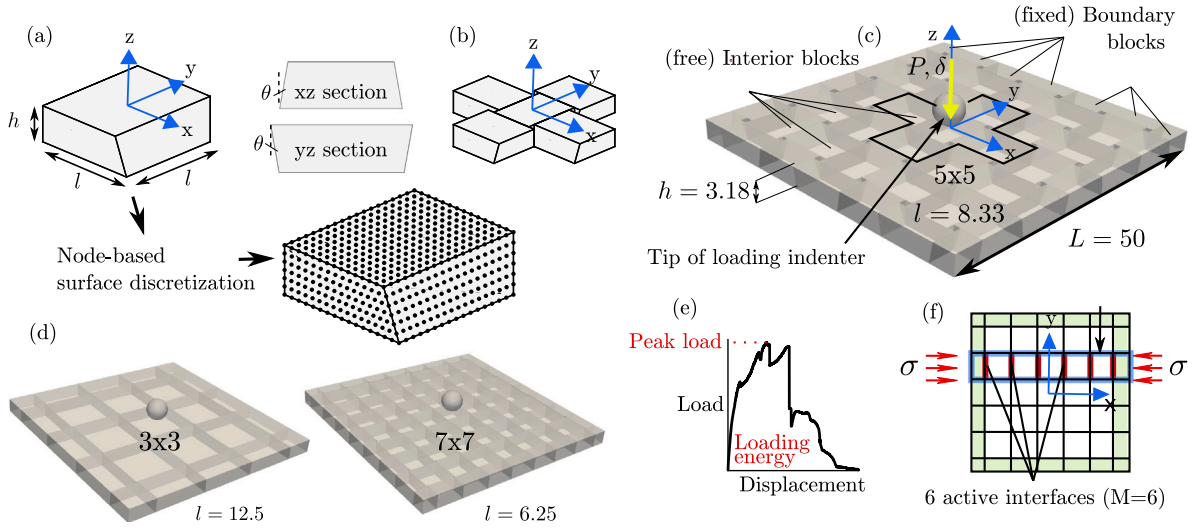 (a)
z
y
x
h
l
l
θ
xz section
θ
yz section
(b)
z
y
x
Node-based
surface discretization
(c)
(fixed) Boundary
blocks
(free) Interior blocks
z
P, δ
y
x
5x5
h = 3.18
l = 8.33
L = 50
Tip of loading indenter
(d)
3x3
l = 12.5
7x7
l = 6.25
(e)
Peak load
Load
Loading
energy
Displacement
(f)
y
x
σ
σ
6 active interfaces (M=6)